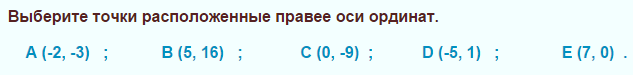 Выберите точки расположенные правее оси ординат.
A (-2, -3) ; B (5, 16) ; C (0, -9) ; D (-5, 1) ; E (7, 0) .